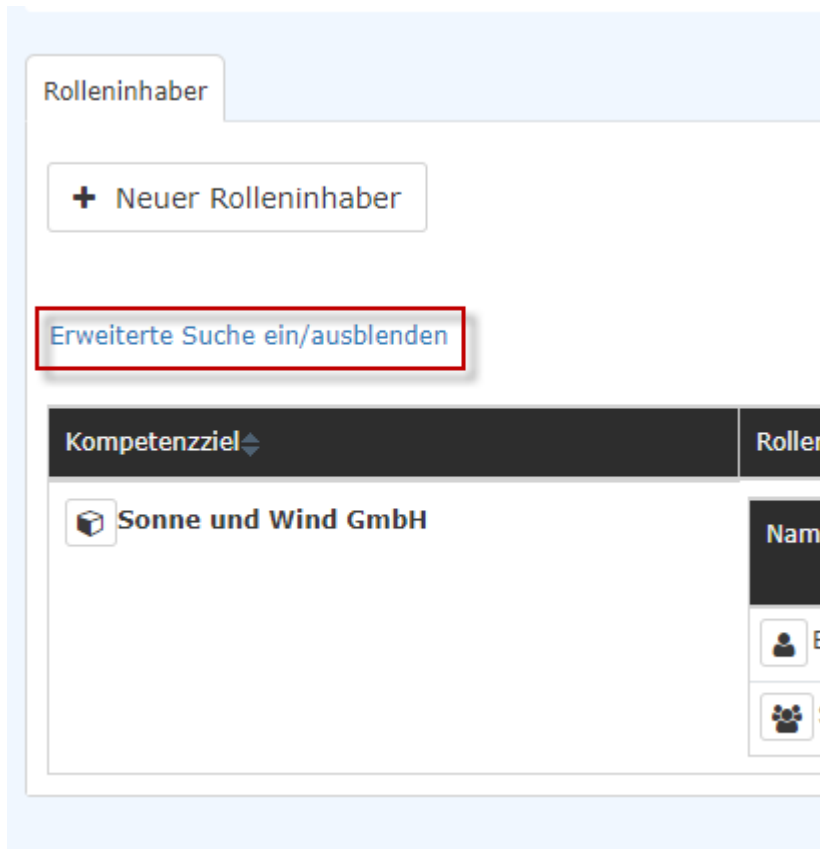 Rolleninhaber
+ Neuer Rolleninhaber
Erweiterte Suche ein/ausblenden
Kompetenzziel
Sonne und Wind GmbH